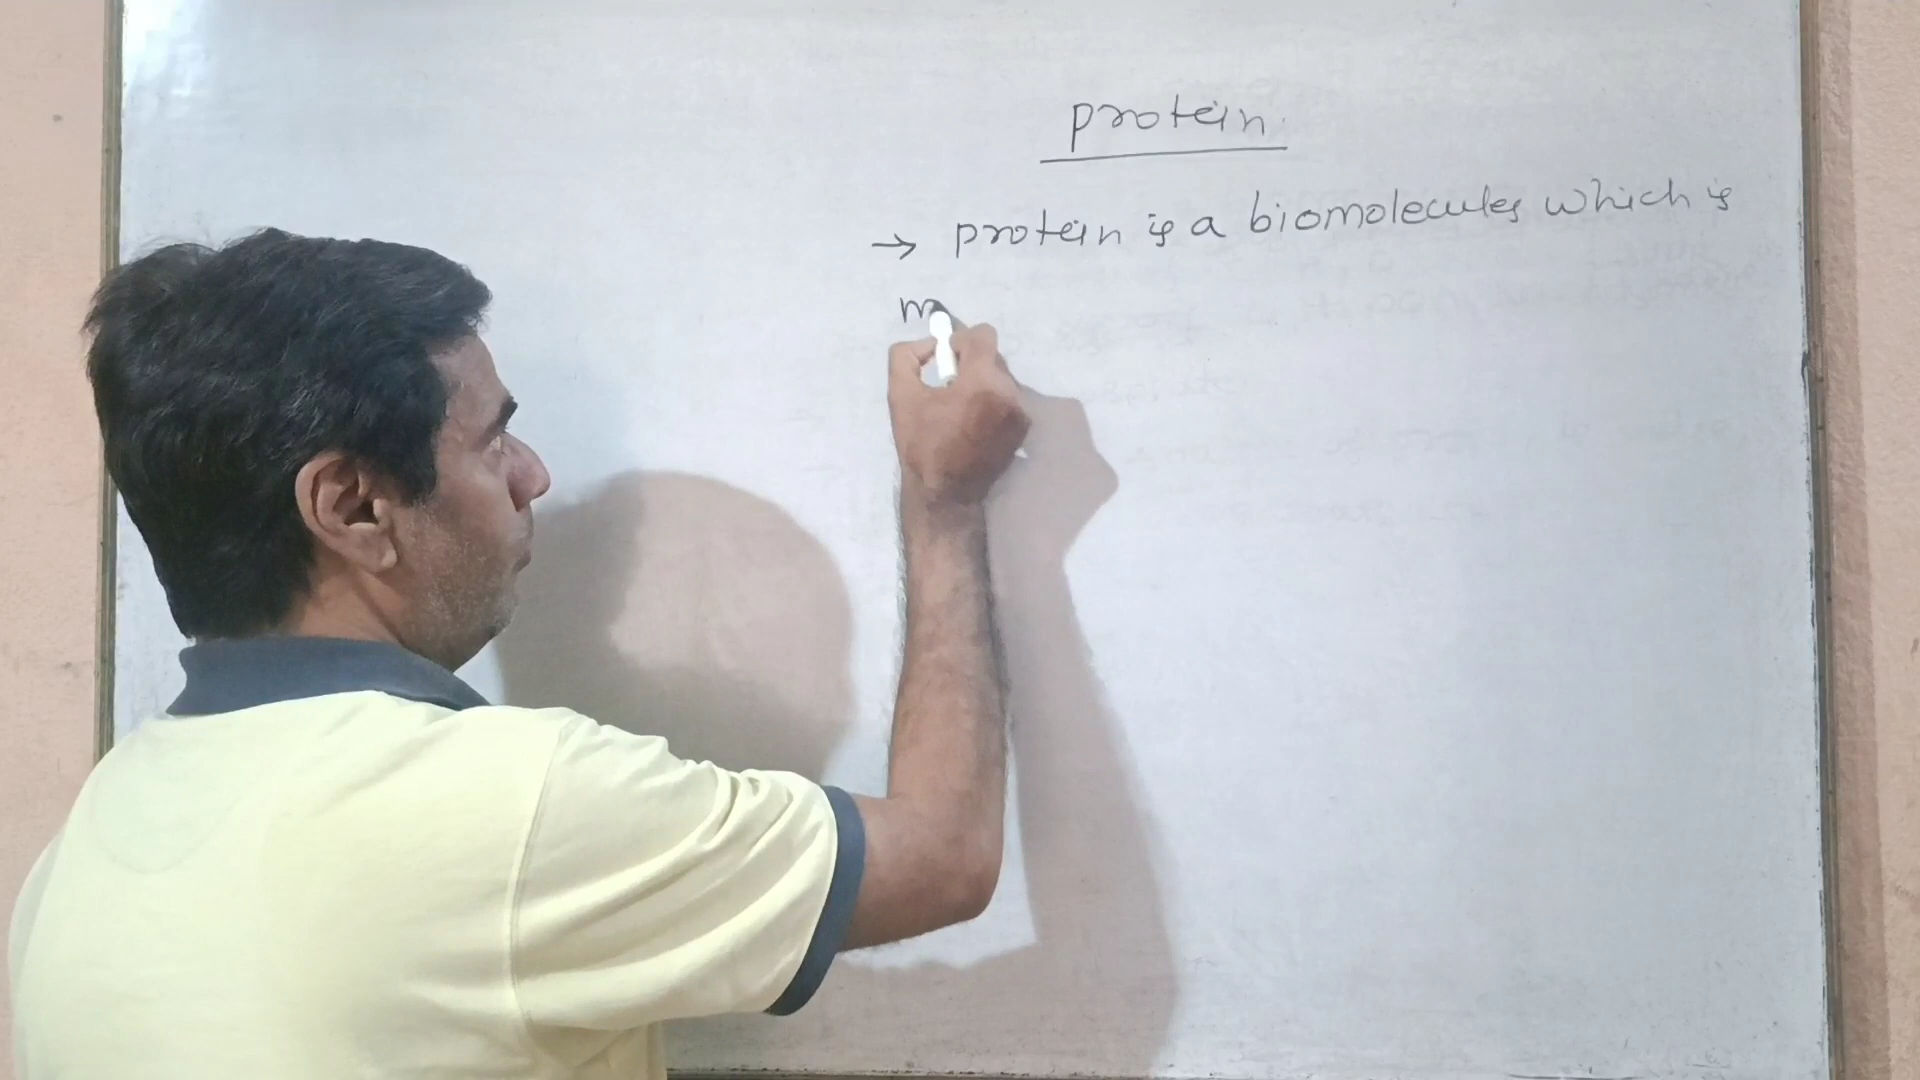 protein.
→ protein is a biomolecules which is
m